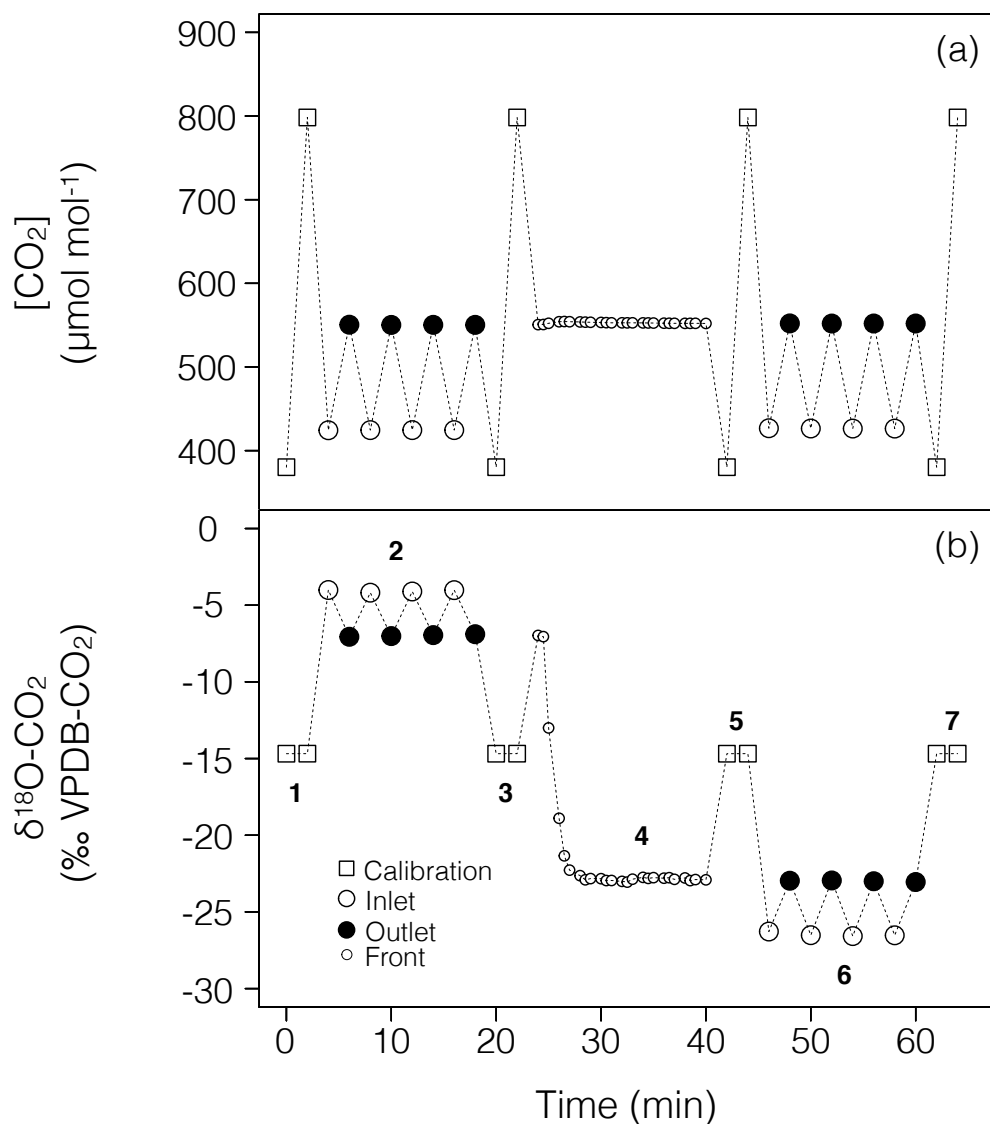 (a)
900
800
700
600
500
400
[CO₂]
(µmol mol⁻¹)
(b)
0
-5
-10
-15
-20
-25
-30
δ¹⁸O-CO₂
(‰ VPDB-CO₂)
1
2
3
4
5
6
7
Calibration
Inlet
Outlet
Front
0
10
20
30
40
50
60
Time (min)